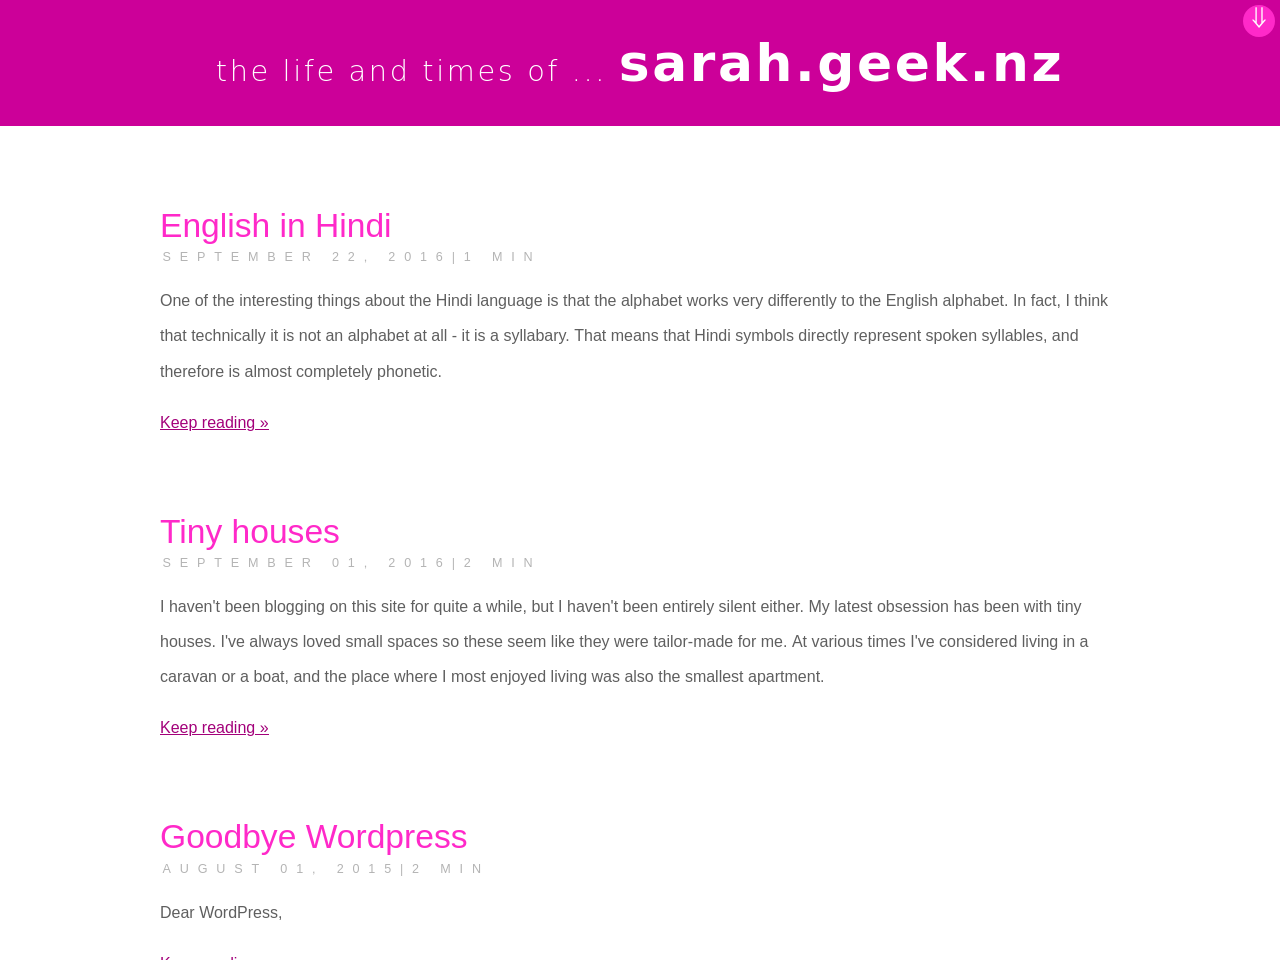 ⇓
the life and times of ... sarah.geek.nz
English in Hindi
SEPTEMBER 22, 2016|1 MIN
One of the interesting things about the Hindi language is that the alphabet works very differently to the English alphabet. In fact, I think
that technically it is not an alphabet at all - it is a syllabary. That means that Hindi symbols directly represent spoken syllables, and
therefore is almost completely phonetic.
Keep reading »
Tiny houses
SEPTEMBER 01, 2016|2 MIN
I haven't been blogging on this site for quite a while, but I haven't been entirely silent either. My latest obsession has been with tiny
houses. I've always loved small spaces so these seem like they were tailor-made for me. At various times I've considered living in a
caravan or a boat, and the place where I most enjoyed living was also the smallest apartment.
Keep reading »
Goodbye Wordpress
AUGUST 01, 2015|2 MIN
Dear WordPress,